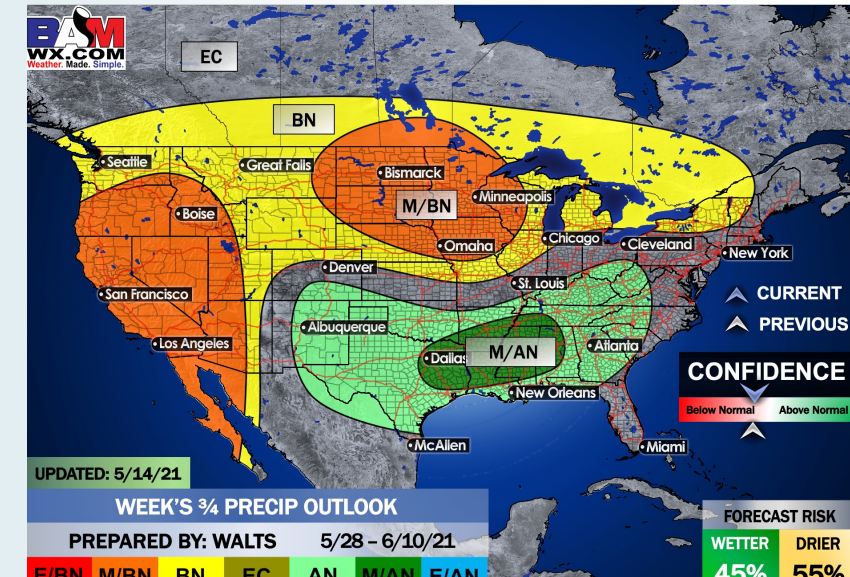 BAM
WX.COM
Weather. Made. Simple.
EC
BN
Seattle
Great Falls
Bismarck
Minneapolis
M/BN
Boise
Omaha
Chicago
Cleveland
New York
Denver
St. Louis
San Francisco
CURRENT
Albuquerque
PREVIOUS
Los Angeles
Dallas
M/AN
Atlanta
CONFIDENCE
New Orleans
Below Normal
Above Normal
McAllen
Miami
UPDATED: 5/14/21
WEEK'S ¾ PRECIP OUTLOOK
PREPARED BY: WALTS 5/28 – 6/10/21
FORECAST RISK
WETTER DRIER
45% 55%
E/BN M/BN BN EC AN M/AN E/AN